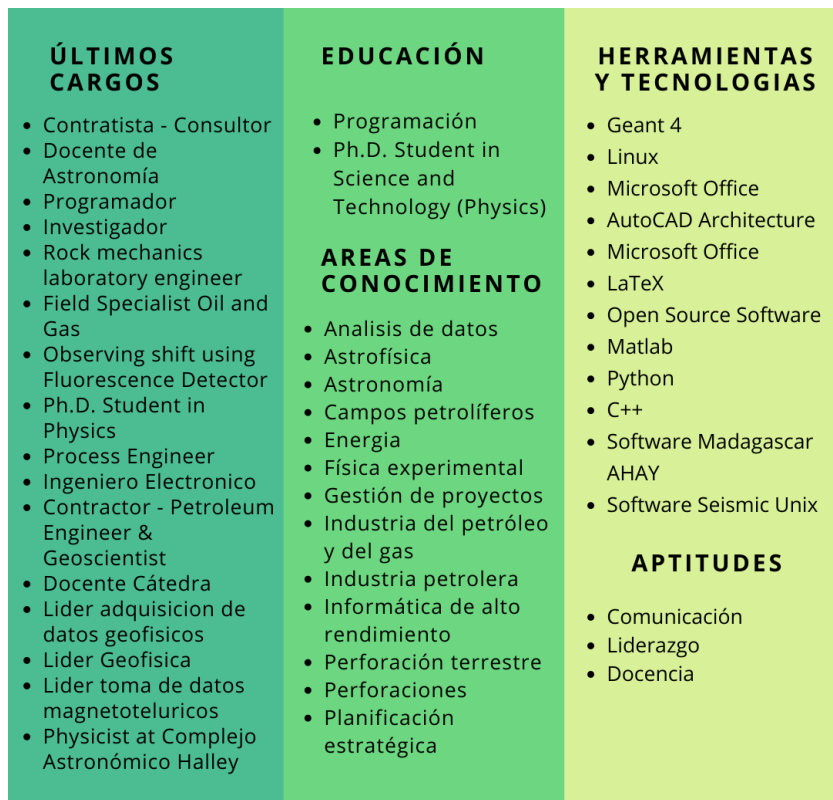 ÚLTIMOS
CARGOS
Contratista - Consultor
Docente de
Astronomía
Programador
Investigador
Rock mechanics
laboratory engineer
Field Specialist Oil and
Gas
Observing shift using
Fluorescence Detector
Ph.D. Student in
Physics
Process Engineer
Ingeniero Electronico
Contractor - Petroleum
Engineer &
Geoscientist
Docente Cátedra
Lider adquisicion de
datos geofisicos
Lider Geofisica
Lider toma de datos
magnetoteluricos
Physicist at Complejo
Astronómico Halley
EDUCACIÓN
Programación
Ph.D. Student in
Science and
Technology (Physics)
AREAS DE
CONOCIMIENTO
Analisis de datos
Astrofísica
Astronomía
Campos petrolíferos
Energia
Física experimental
Gestión de proyectos
Industria del petróleo
y del gas
Industria petrolera
Informática de alto
rendimiento
Perforación terrestre
Perforaciones
Planificación
estratégica
HERRAMIENTAS
Y TECNOLOGIAS
Geant 4
Linux
Microsoft Office
AutoCAD Architecture
Microsoft Office
LaTeX
Open Source Software
Matlab
Python
C++
Software Madagascar
AHAY
Software Seismic Unix
APTITUDES
Comunicación
Liderazgo
Docencia